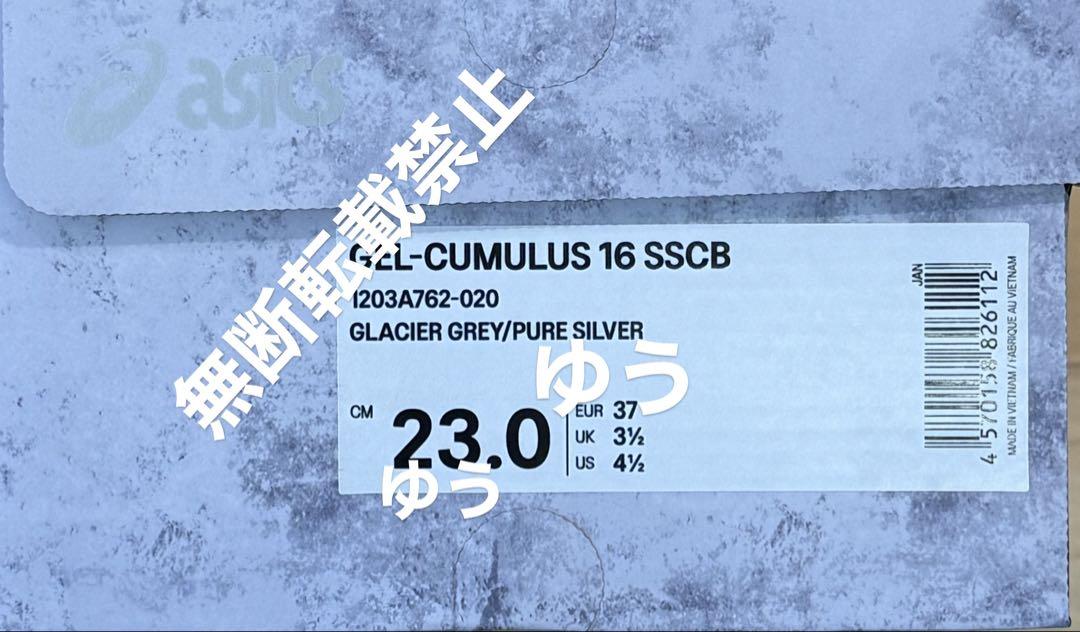 asics
無断転載禁止
GEL-CUMULUS 16 SSCB
1203A762-020
GLACIER GREY/PURE SILVER
ゆぅ
CM 23.0
EUR 37
UK 3½
US 4½
ゆぅ
JAN
4 570158 826112
MADE IN VIETNAM / FABRIQUE AU VIETNAM